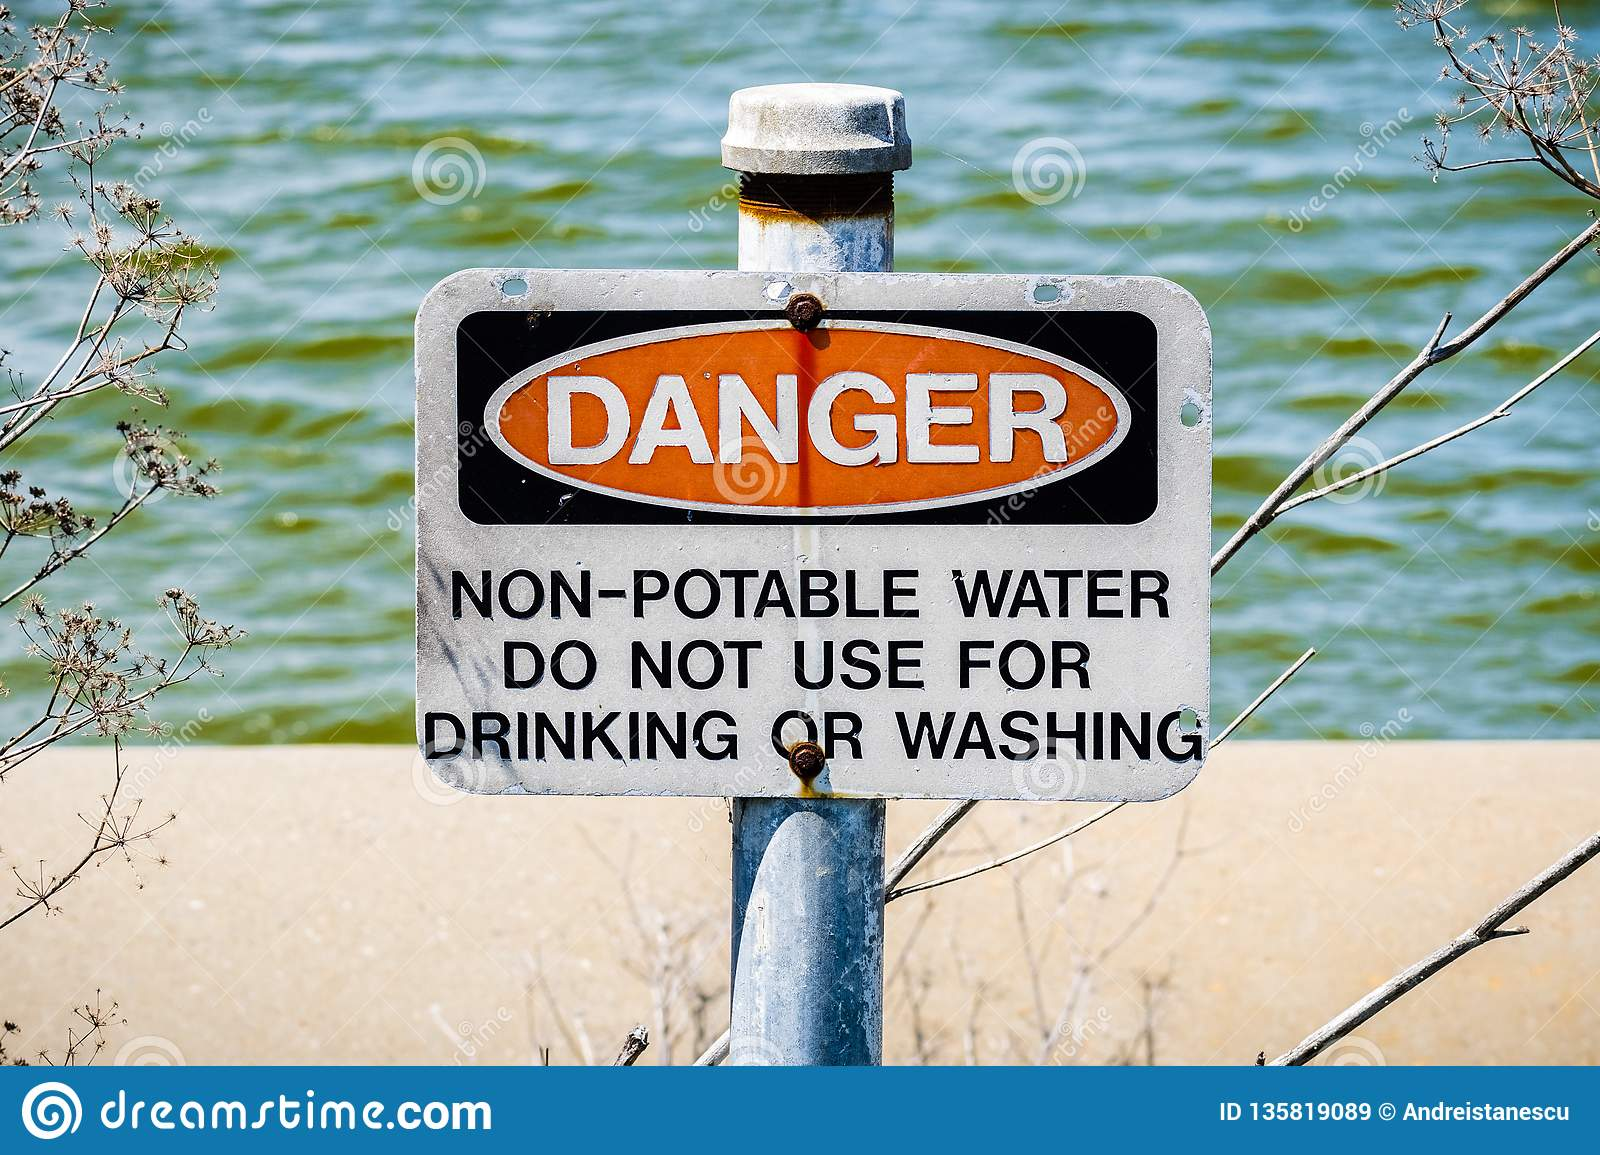 DANGER
NON-POTABLE WATER
DO NOT USE FOR
DRINKING OR WASHING
dreamstime.com
ID 135819089 © Andreistanescu